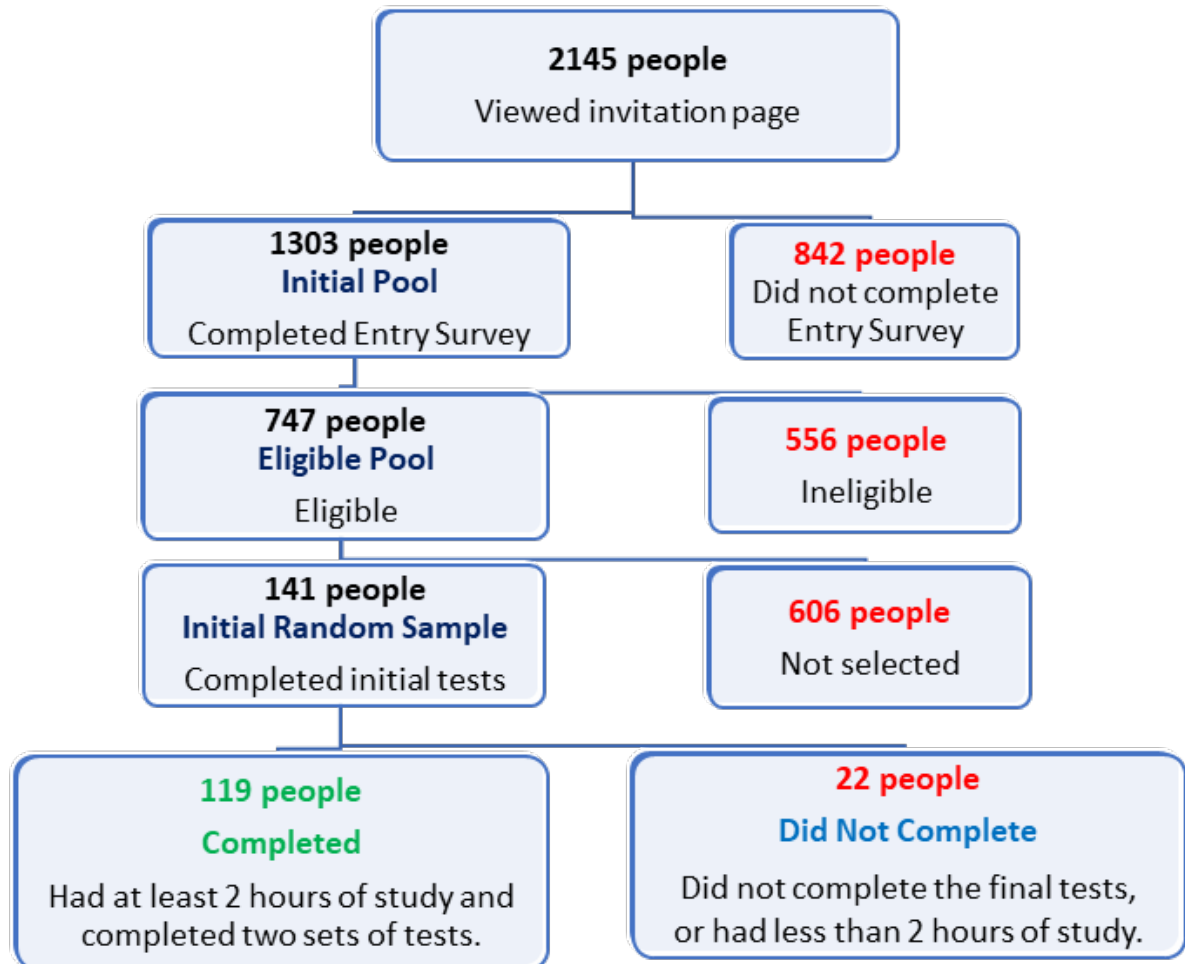 2145 people
Viewed invitation page
1303 people
Initial Pool
Completed Entry Survey
842 people
Did not complete
Entry Survey
747 people
Eligible Pool
Eligible
556 people
Ineligible
141 people
Initial Random Sample
Completed initial tests
606 people
Not selected
119 people
Completed
Had at least 2 hours of study and
completed two sets of tests.
22 people
Did Not Complete
Did not complete the final tests,
or had less than 2 hours of study.